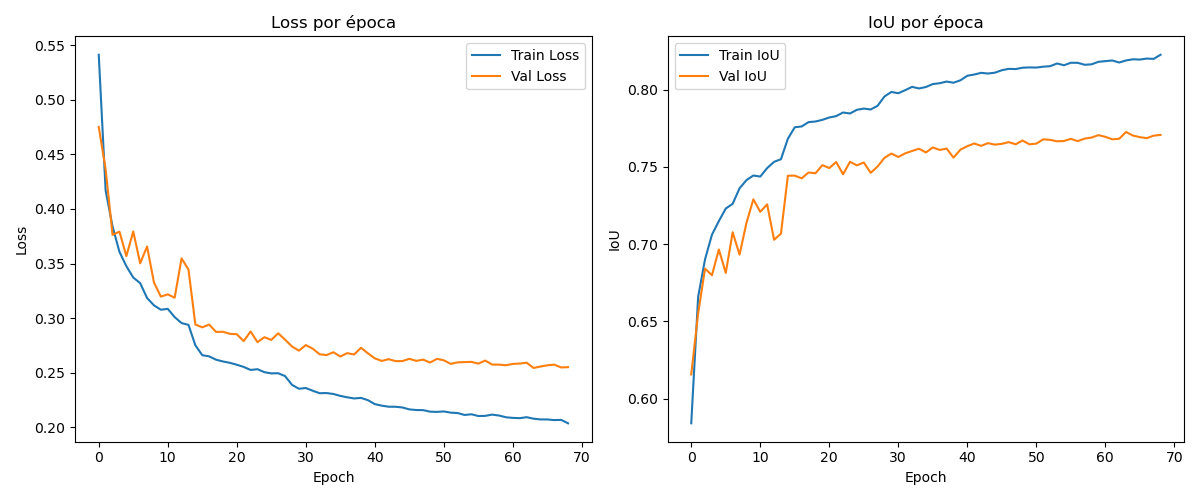 Loss por época
Loss
0.55
0.50
0.45
0.40
0.35
0.30
0.25
0.20
Train Loss
Val Loss
0 10 20 30 40 50 60 70
Epoch
IoU por época
IoU
0.80
0.75
0.70
0.65
0.60
Train IoU
Val IoU
0 10 20 30 40 50 60 70
Epoch